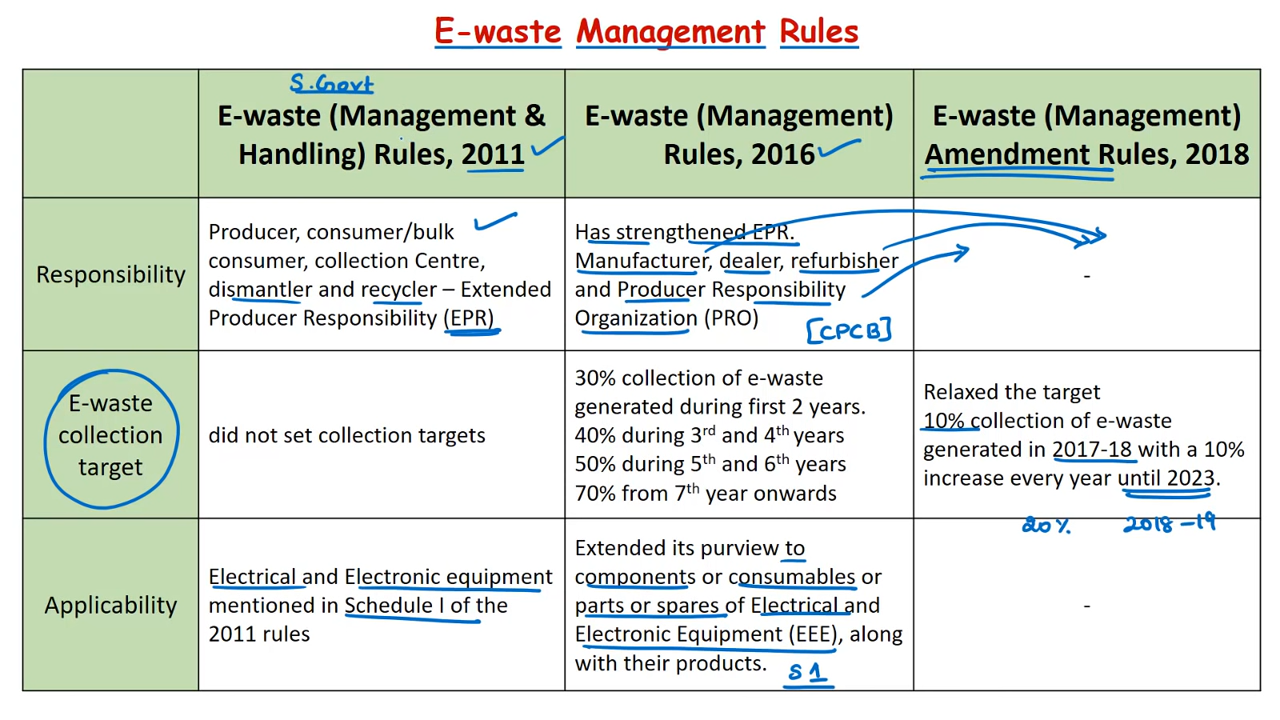 E-waste Management Rules
S.Govt
E-waste (Management &
Handling) Rules, 2011
E-waste (Management)
Rules, 2016
E-waste (Management)
Amendment Rules, 2018
Responsibility
Producer, consumer/bulk
consumer, collection Centre,
dismantler and recycler – Extended
Producer Responsibility (EPR)
Has strengthened EPR.
Manufacturer, dealer, refurbisher
and Producer Responsibility
Organization (PRO)
[CPCB]
-
E-waste
collection
target
did not set collection targets
30% collection of e-waste
generated during first 2 years.
40% during 3rd and 4th years
50% during 5th and 6th years
70% from 7th year onwards
Relaxed the target
10% collection of e-waste
generated in 2017-18 with a 10%
increase every year until 2023.
20% 2018-19
Applicability
Electrical and Electronic equipment
mentioned in Schedule I of the
2011 rules
Extended its purview to
components or consumables or
parts or spares of Electrical and
Electronic Equipment (EEE), along
with their products.
S1
-